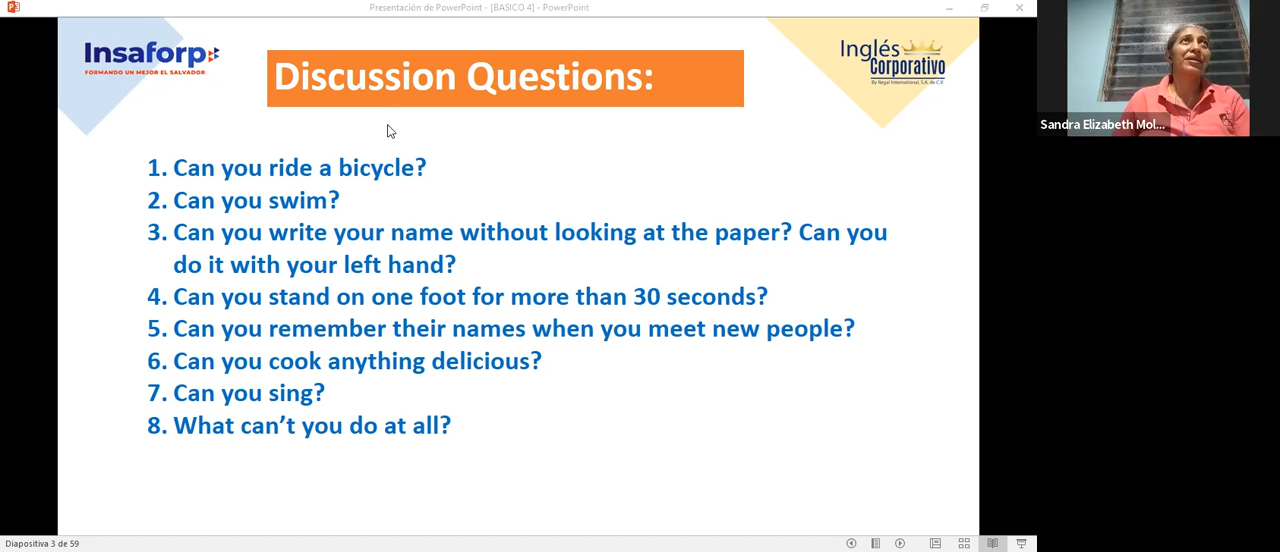 Presentación de PowerPoint - [BASICO 4] - PowerPoint
Insaforp
FORMANDO UN MEJOR EL SALVADOR
Discussion Questions:
Inglés
Corporativo
By Regal International, S.A. de C.V.
Sandra Elizabeth Mol...
1. Can you ride a bicycle?
2. Can you swim?
3. Can you write your name without looking at the paper? Can you
do it with your left hand?
4. Can you stand on one foot for more than 30 seconds?
5. Can you remember their names when you meet new people?
6. Can you cook anything delicious?
7. Can you sing?
8. What can’t you do at all?
Diapositiva 3 de 59